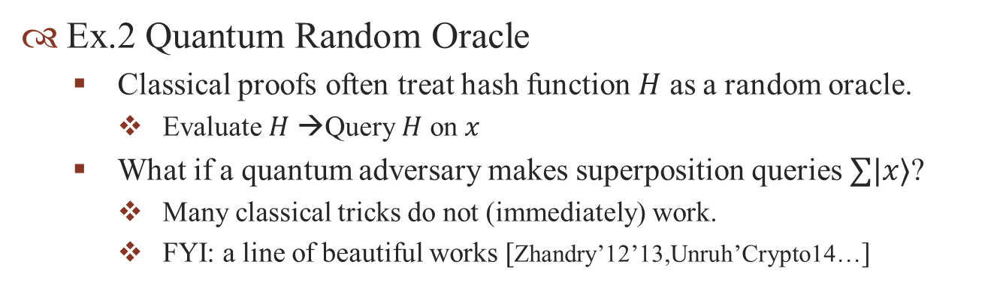 Ex.2 Quantum Random Oracle
Classical proofs often treat hash function H as a random oracle.
Evaluate H →Query H on x
What if a quantum adversary makes superposition queries ∑|x⟩?
Many classical tricks do not (immediately) work.
FYI: a line of beautiful works [Zhandry’12’13,Unruh’Crypto14…]